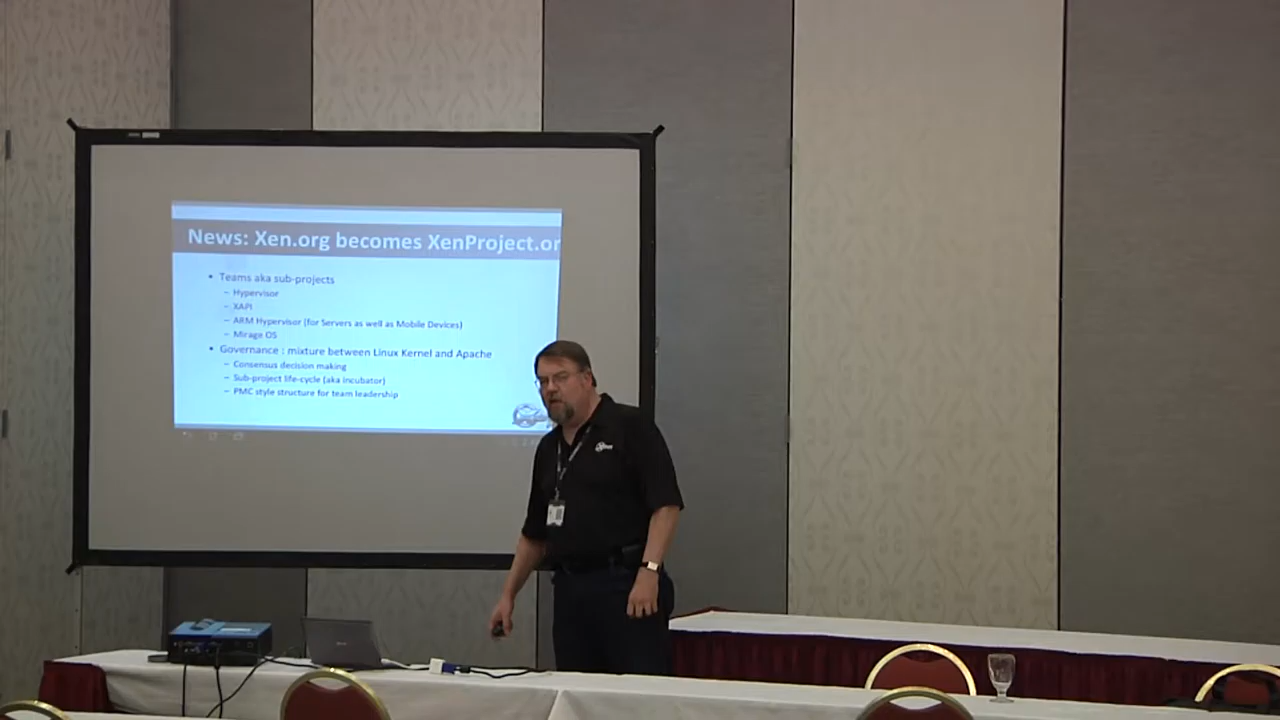 News: Xen.org becomes XenProject.or
• Teams aka sub-projects
– Hypervisor
– XAPI
– ARM Hypervisor (for Servers as well as Mobile Devices)
– Mirage OS
• Governance : mixture between Linux Kernel and Apache
– Consensus decision making
– Sub-project life-cycle (aka incubator)
– PMC style structure for team leadership